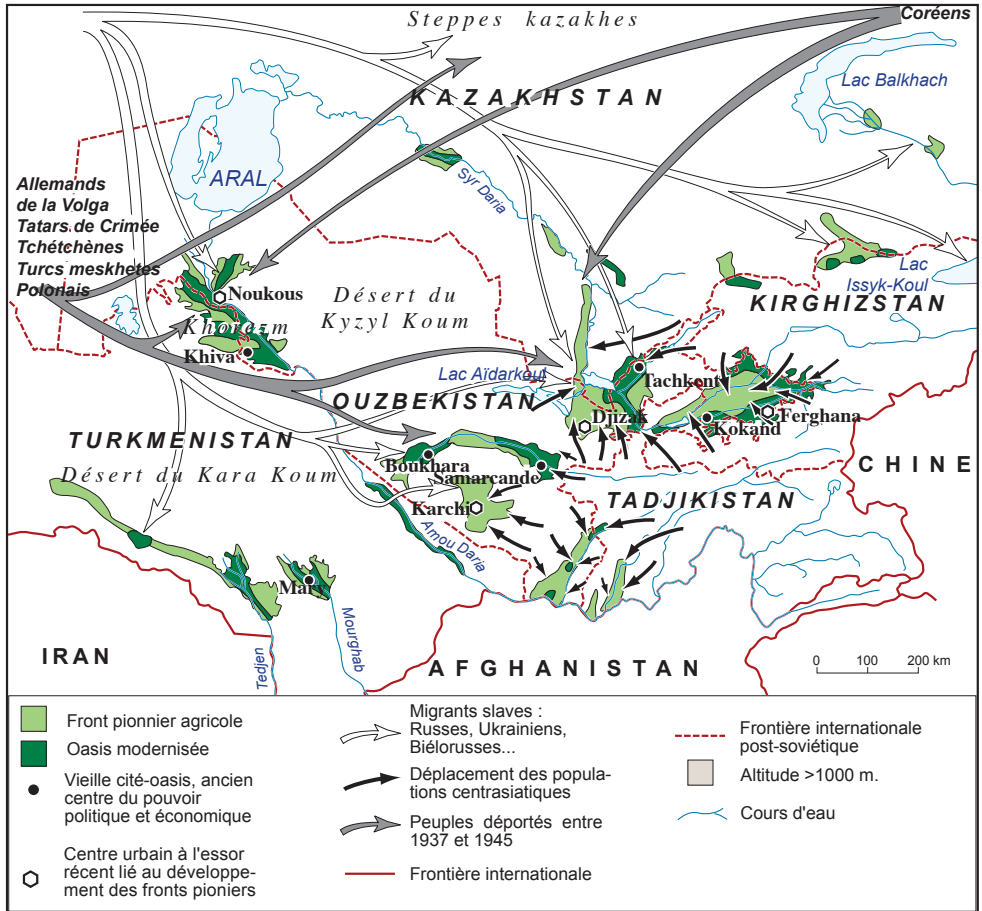 Steppes kazakhes
Coréens
Lac Balkhach
KAZAKHSTAN
ARAL
Syr Daria
Allemands
de la Volga
Tatars de Crimée
Tchétchènes
Turcs meskhètes
Polonais
Lac
Issyk-Koul
Noukous
Désert du
Kyzyl Koum
KIRGHIZSTAN
Khorezm
Khiva
Lac Aïdarkoul
Tachkent
OUZBEKISTAN
Djizak
Kokand
Ferghana
TURKMENISTAN
Boukhara
Samarcande
CHINE
Désert du Kara Koum
TADJIKISTAN
Karchi
Amou Daria
Mary
Mourghab
Tedjen
IRAN
AFGHANISTAN
0 100 200 km
Front pionnier agricole
Oasis modernisée
Vieille cité-oasis, ancien
centre du pouvoir
politique et économique
Centre urbain à l'essor
récent lié au dévelop-
pement des fronts pioniers
Migrants slaves :
Russes, Ukrainiens,
Biélorusses...
Déplacement des popula-
tions centrasiatiques
Peuples déportés entre
1937 et 1945
Frontière internationale
Frontière internationale
post-soviétique
Altitude >1000 m.
Cours d'eau